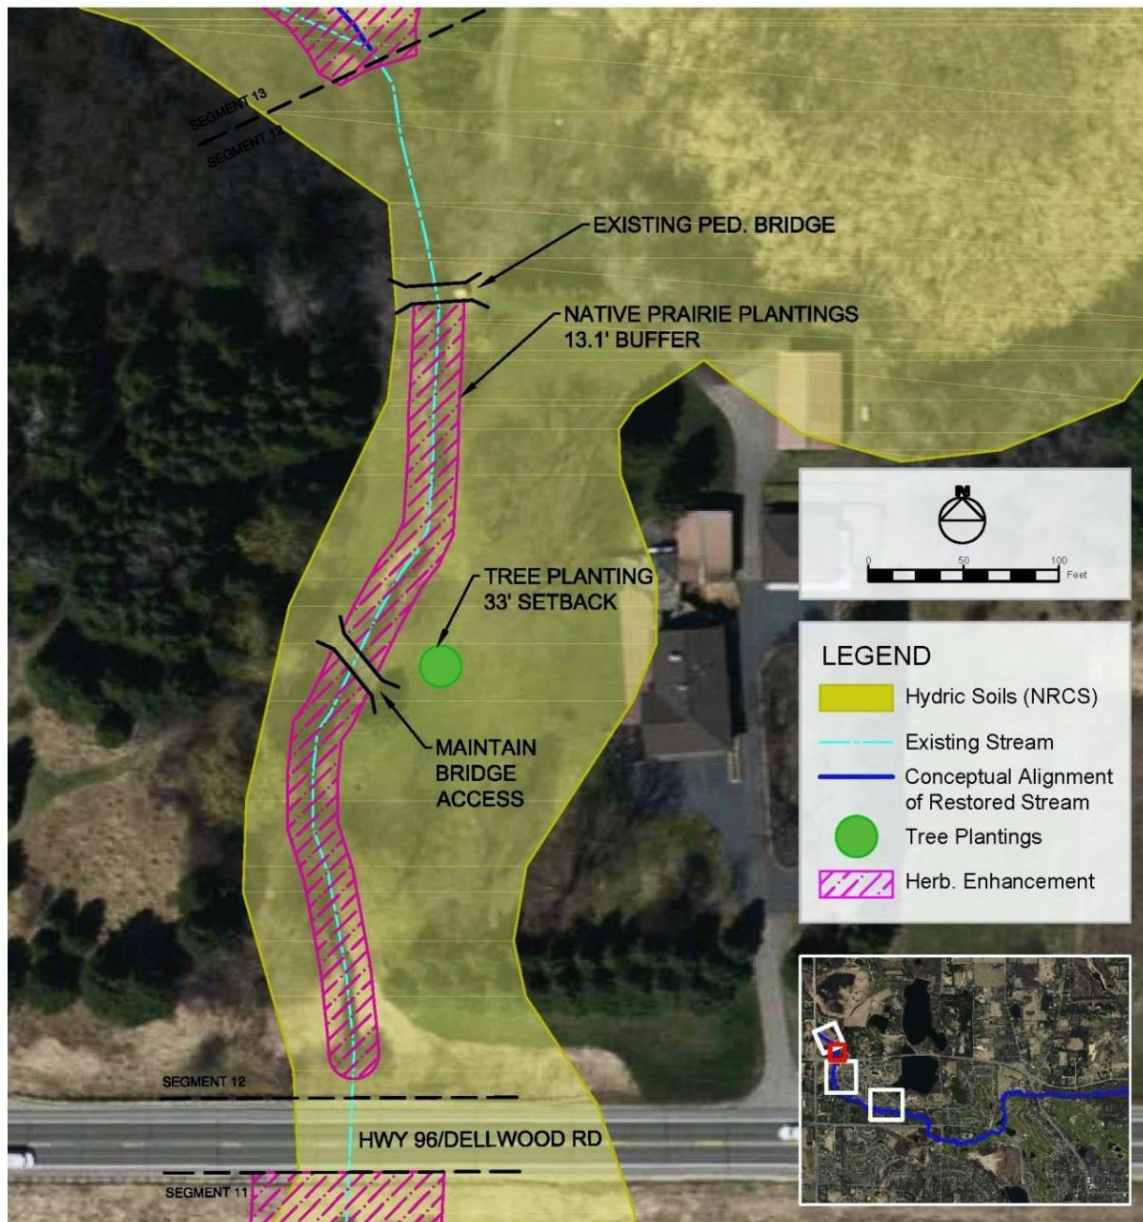 SEGMENT 13
SEGMENT 12
EXISTING PED. BRIDGE
NATIVE PRAIRIE PLANTINGS
13.1' BUFFER
N
0 50 100
Feet
TREE PLANTING
33' SETBACK
LEGEND
Hydric Soils (NRCS)
Existing Stream
Conceptual Alignment
of Restored Stream
Tree Plantings
Herb. Enhancement
MAINTAIN
BRIDGE
ACCESS
SEGMENT 12
HWY 96/DELLWOOD RD
SEGMENT 11